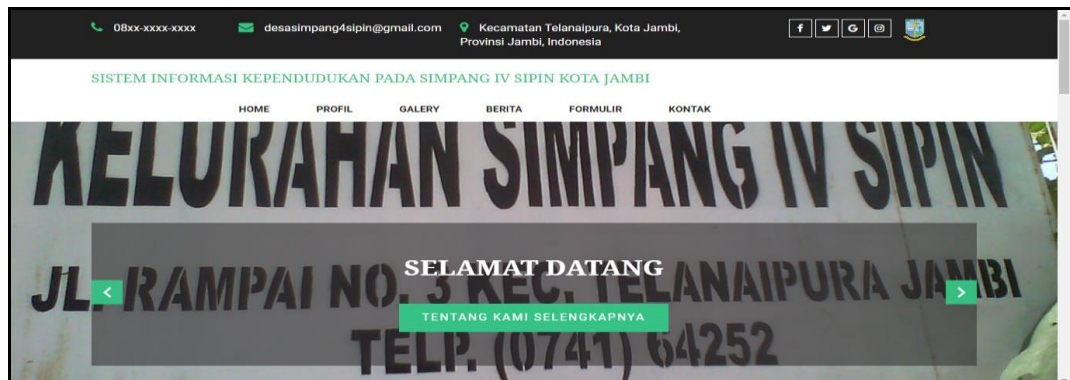 08xx-xxxx-xxxx
desasimpang4sipin@gmail.com
Kecamatan Telanaipura, Kota Jambi,
Provinsi Jambi, Indonesia
SISTEM INFORMASI KEPENDUDUKAN PADA SIMPANG IV SIPIN KOTA JAMBI
HOME PROFIL GALERY BERITA FORMULIR KONTAK
KELURAHAN SIMPANG IV SIPIN
SELAMAT DATANG
JL. RAMPAI NO. 3 KEC. TELANAIPURA JAMBI
TENTANG KAMI SELENGKAPNYA
TELP. (0741) 64252